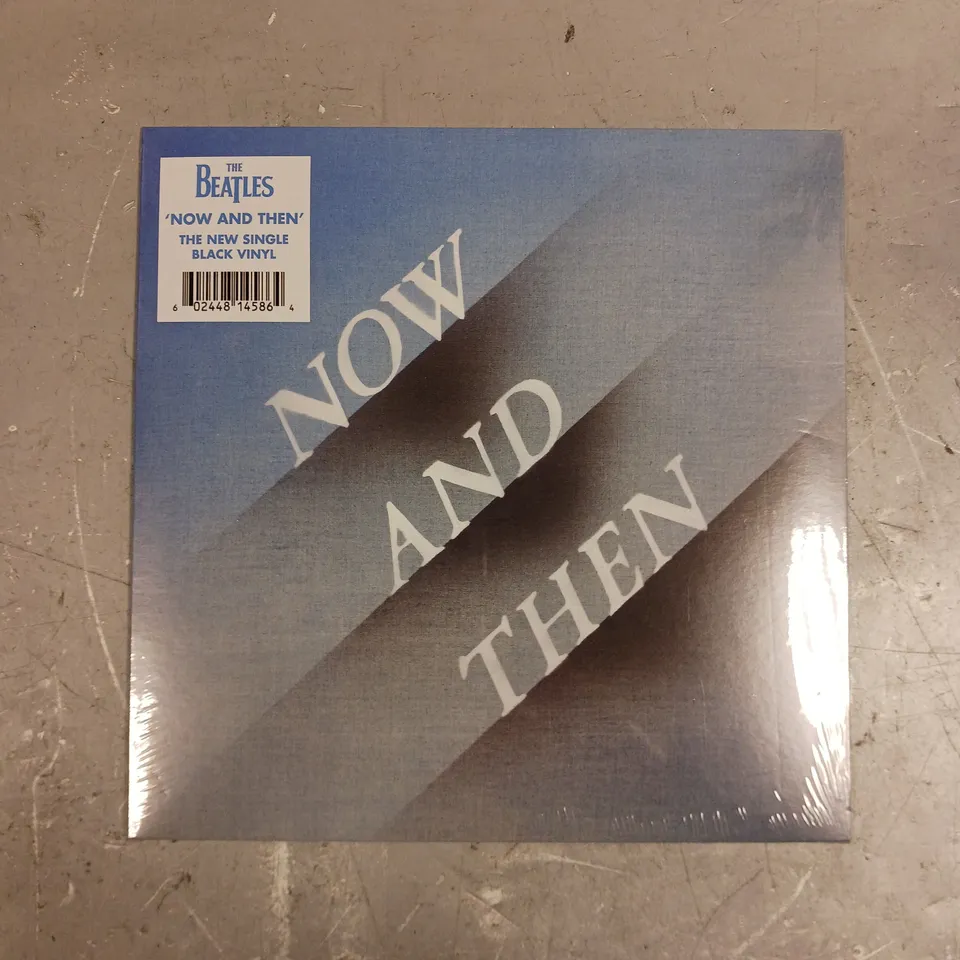 THE
BEATLES
‘NOW AND THEN’
THE NEW SINGLE
BLACK VINYL
6 02448 14586 4
NOW
AND
THEN